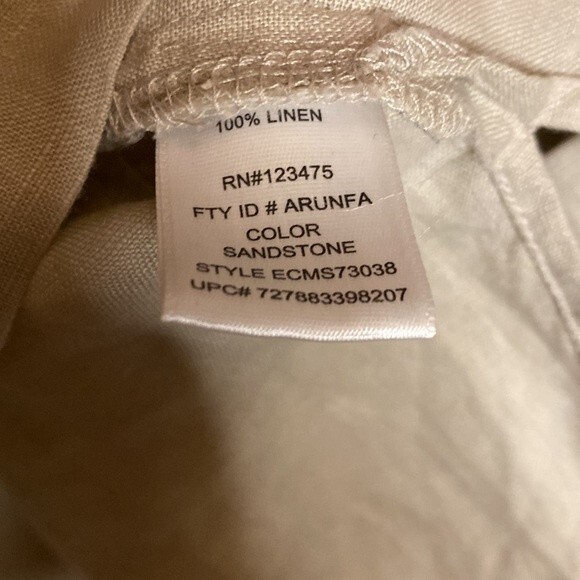 100% LINEN
RN#123475
FTY ID # ARUNFA
COLOR
SANDSTONE
STYLE ECMS73038
UPC# 727883398207